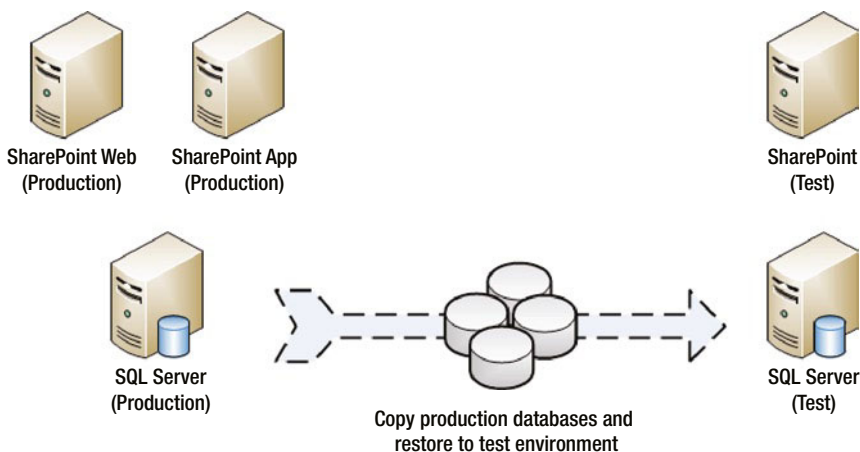 SharePoint Web
(Production)
SharePoint App
(Production)
SharePoint
(Test)
SQL Server
(Production)
Copy production databases and
restore to test environment
SQL Server
(Test)